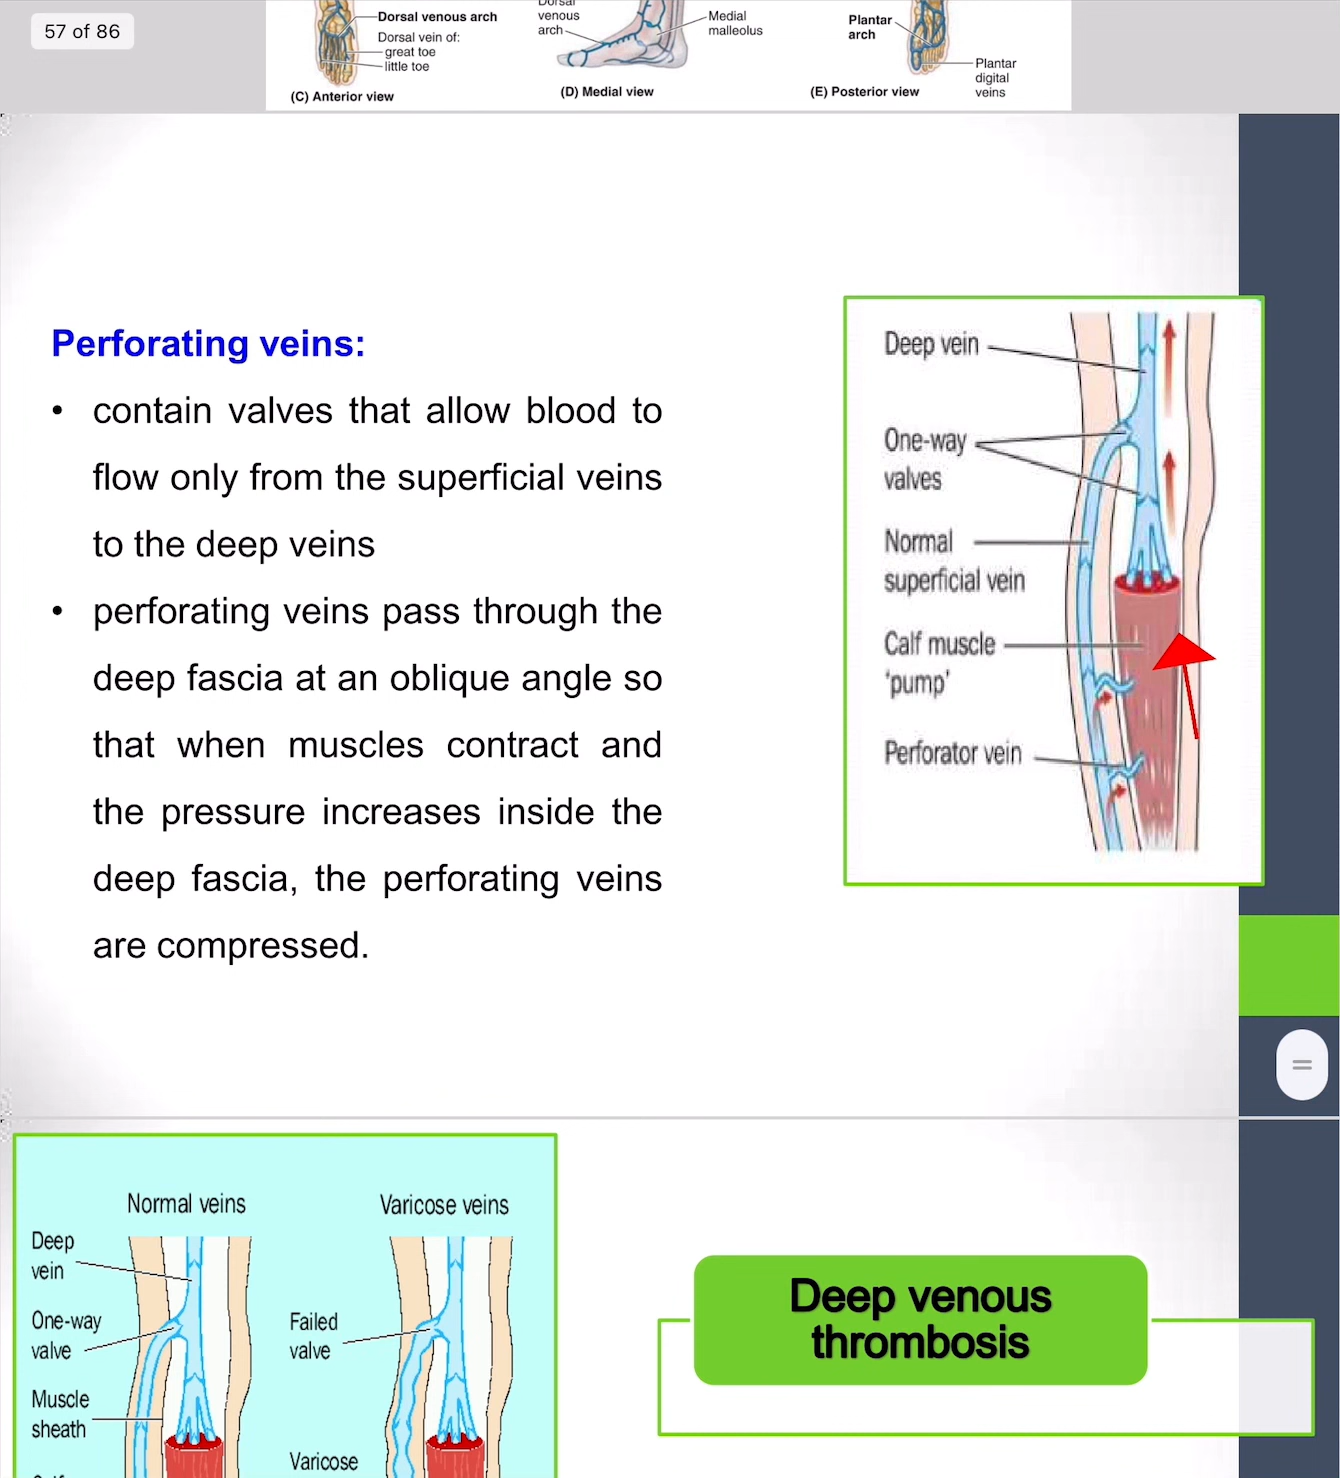 57 of 86
Dorsal venous arch
Dorsal vein of:
great toe
little toe
(C) Anterior view
Dorsal
venous
arch
Medial
malleolus
(D) Medial view
Plantar
arch
Plantar
digital
veins
(E) Posterior view
Perforating veins:
• contain valves that allow blood to
flow only from the superficial veins
to the deep veins
• perforating veins pass through the
deep fascia at an oblique angle so
that when muscles contract and
the pressure increases inside the
deep fascia, the perforating veins
are compressed.
Deep vein
One-way
valves
Normal
superficial vein
Calf muscle
‘pump’
Perforator vein
Normal veins
Varicose veins
Deep
vein
One-way
valve
Muscle
sheath
Failed
valve
Varicose
Deep venous
thrombosis